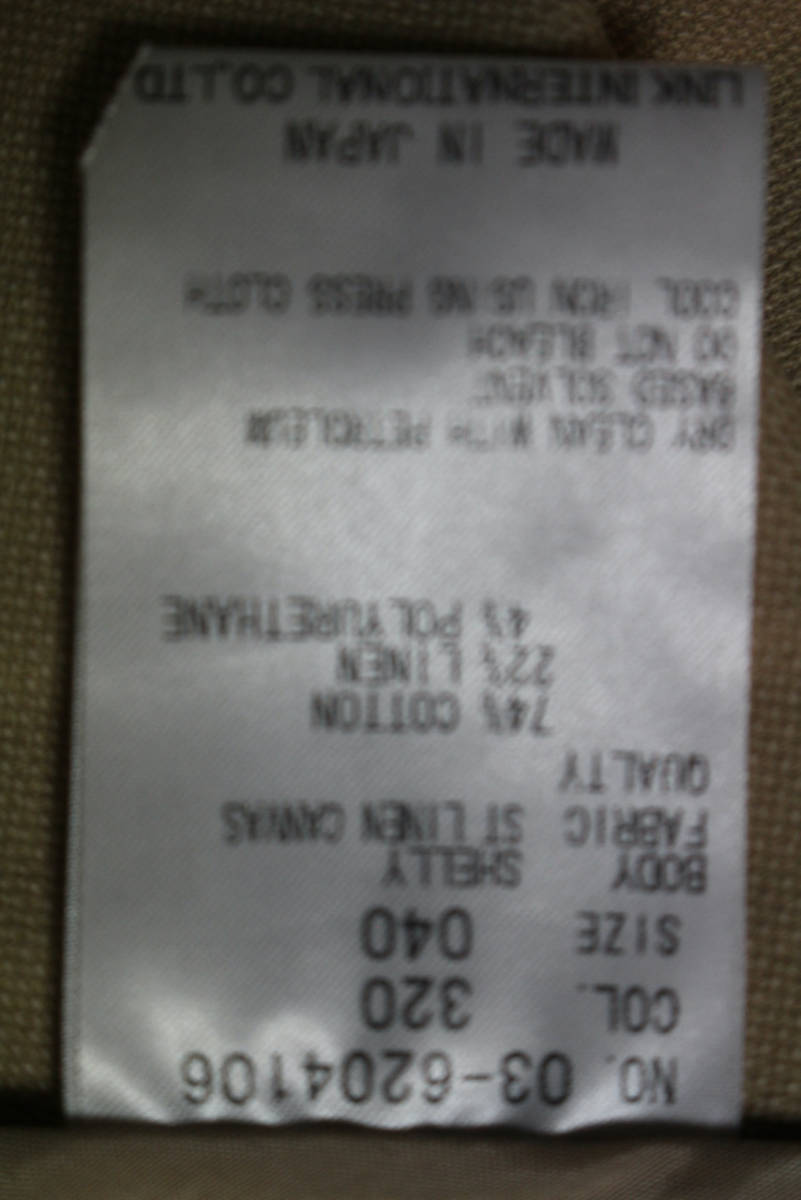 NO. 03-6204106
COL. 320
SIZE 040
BODY SHELLY
FABRIC ST LINEN CANVAS
QUALTY
74% COTTON
22% LINEN
4% POLYURETHANE
DRY CLEAN WITH PETROLEUM
BASED SOLVENT
DO NOT BLEACH
COOL IRON USING PRESS CLOTH
MADE IN JAPAN
LINK INTERNATIONAL CO.,LTD